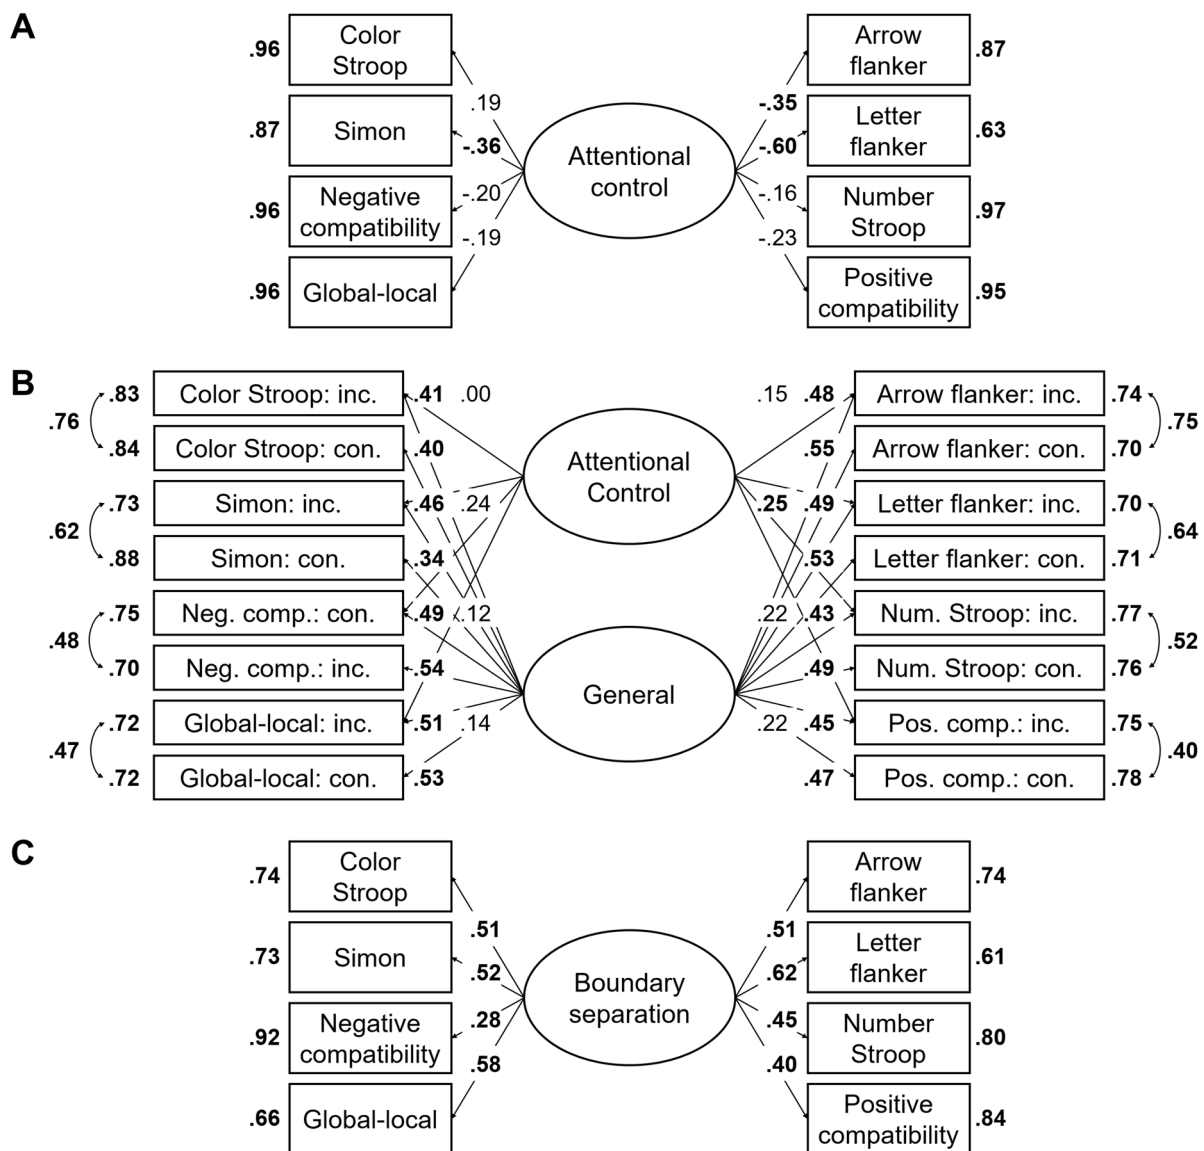 A
.96
Color
Stroop
.19
-.35
Arrow
flanker
.87
.87
Simon
-.36
Attentional
control
-.60
Letter
flanker
.63
.96
Negative
compatibility
-.20
-.16
Number
Stroop
.97
.96
Global-local
-.19
-.23
Positive
compatibility
.95
B
.83 Color Stroop: inc. .41 .00 .15 .48 Arrow flanker: inc. .74
.76 .75
.84 Color Stroop: con. .40 .55 Arrow flanker: con. .70
Attentional
Control
.73 Simon: inc. .46 .24 .25 .49 Letter flanker: inc. .70
.62 .64
.88 Simon: con. .34 .53 Letter flanker: con. .71
.75 Neg. comp.: con. .49 .12 .22 .43 Num. Stroop: inc. .77
.48 .52
.70 Neg. comp.: inc. .54 General .49 Num. Stroop: con. .76
.72 Global-local: inc. .51 .14 .22 .45 Pos. comp.: inc. .75
.47 .40
.72 Global-local: con. .53 .47 Pos. comp.: con. .78
C
.74
Color
Stroop
.51
.51
Arrow
flanker
.74
.73
Simon
.52
Boundary
separation
.62
Letter
flanker
.61
.92
Negative
compatibility
.28
.45
Number
Stroop
.80
.66
Global-local
.58
.40
Positive
compatibility
.84